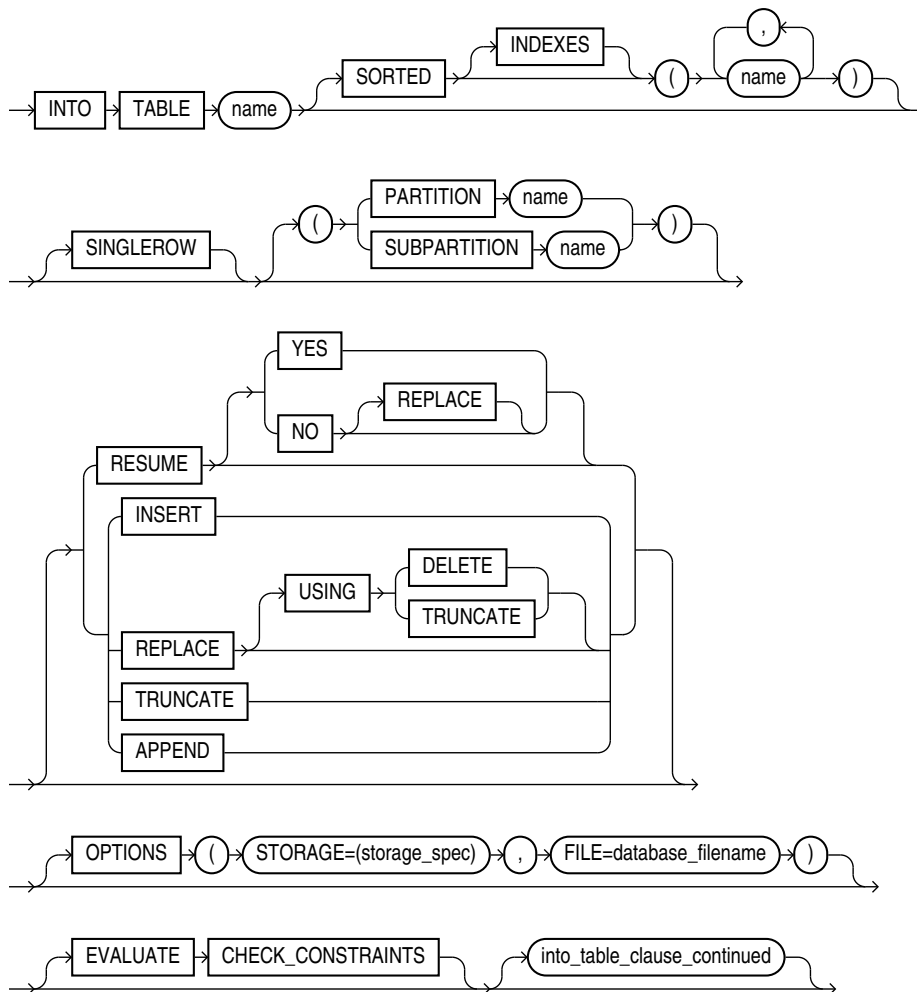 INDEXES ,
SORTED ( name )
INTO TABLE name
PARTITION name
( )
SINGLEROW SUBPARTITION name
YES
REPLACE
NO
RESUME
INSERT
DELETE
USING
TRUNCATE
REPLACE
TRUNCATE
APPEND
OPTIONS ( STORAGE=(storage_spec) , FILE=database_filename )
EVALUATE CHECK_CONSTRAINTS into_table_clause_continued